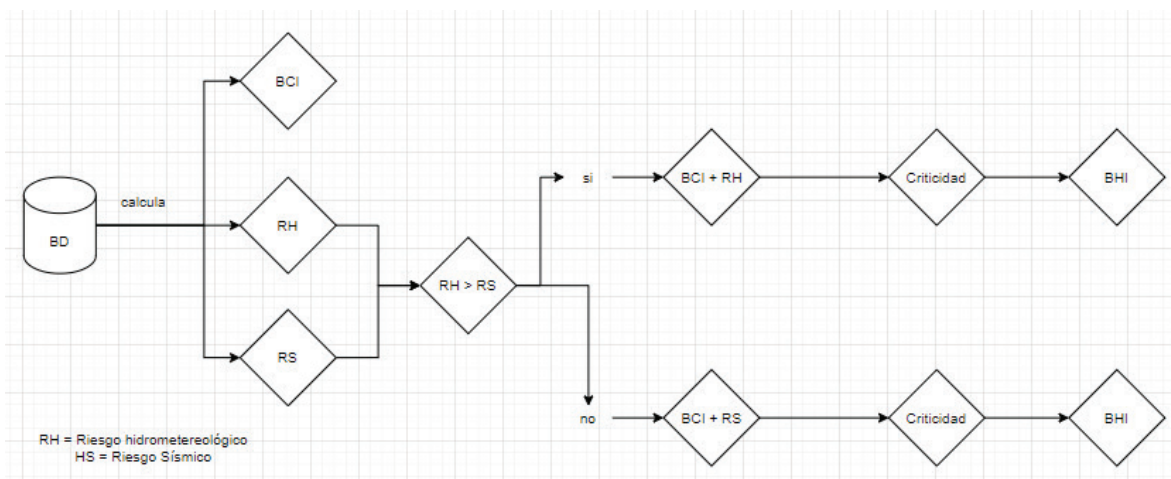 BCI
calcula
BD
RH
RS
RH > RS
si
BCI + RH
Criticidad
BHI
no
BCI + RS
Criticidad
BHI
RH = Riesgo hidrometereológico
HS = Riesgo Sísmico